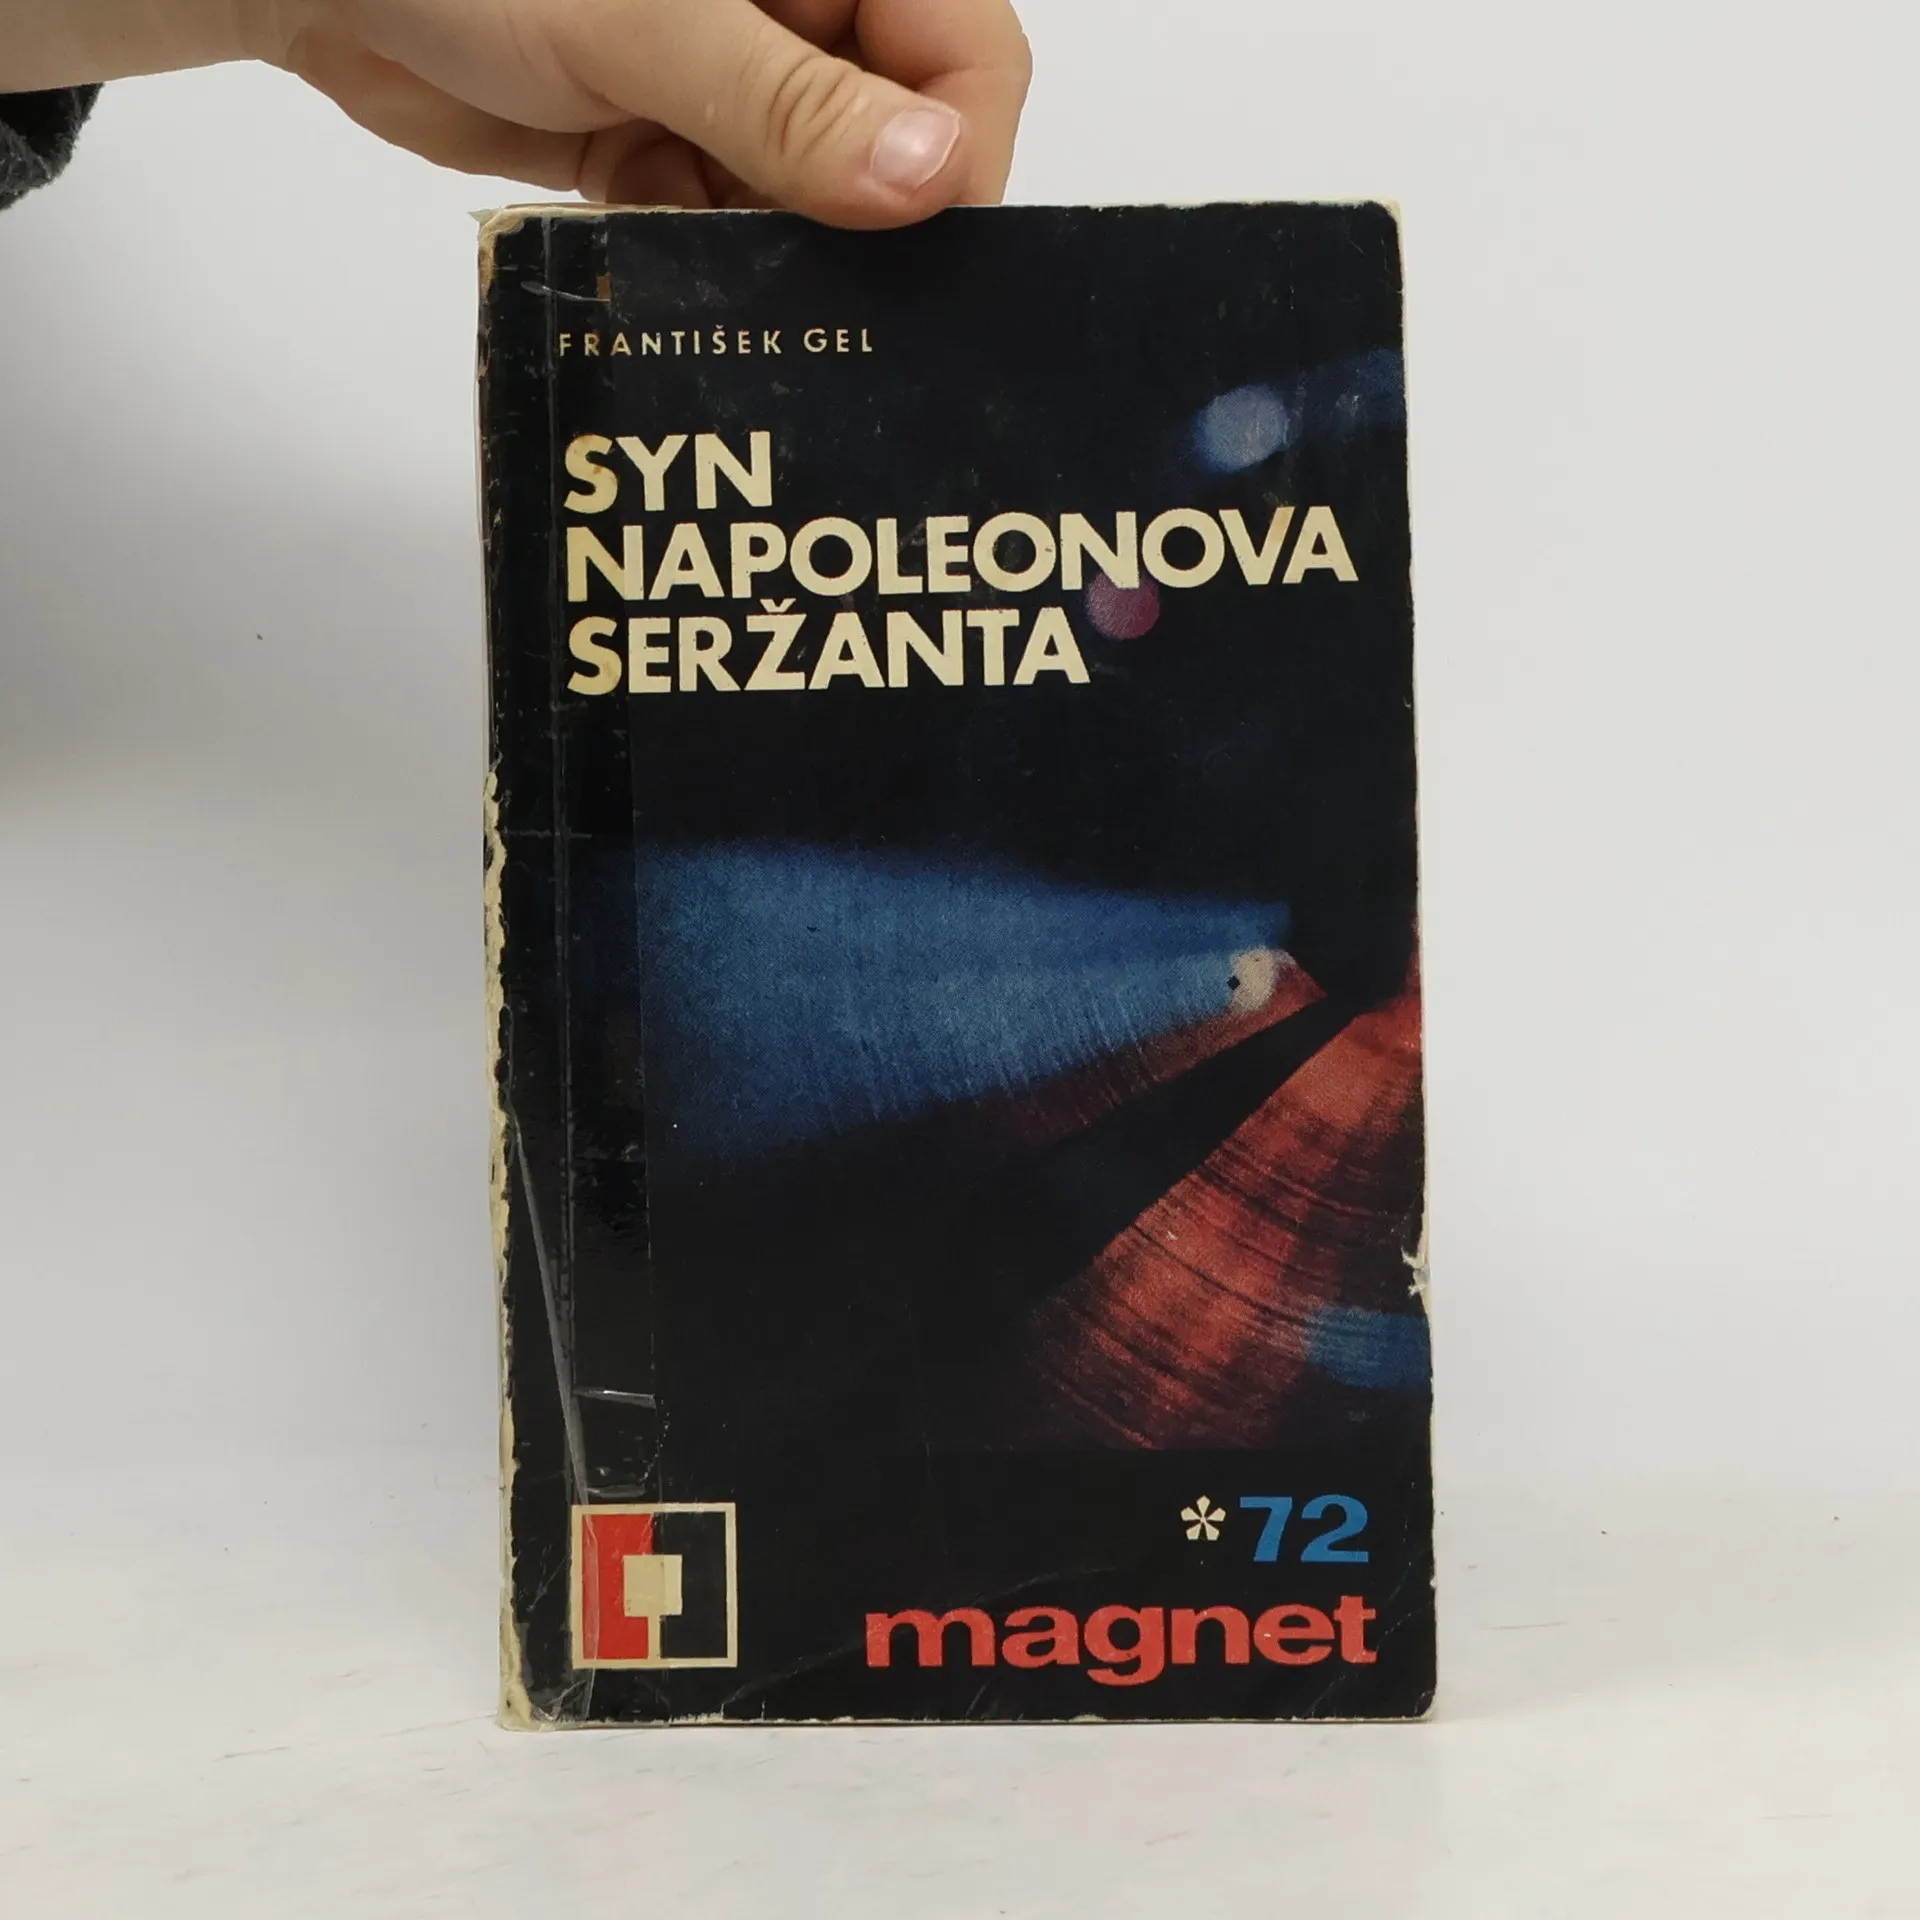 FRANTIŠEK GEL
SYN
NAPOLEONOVA
SERŽANTA
*72
magnet